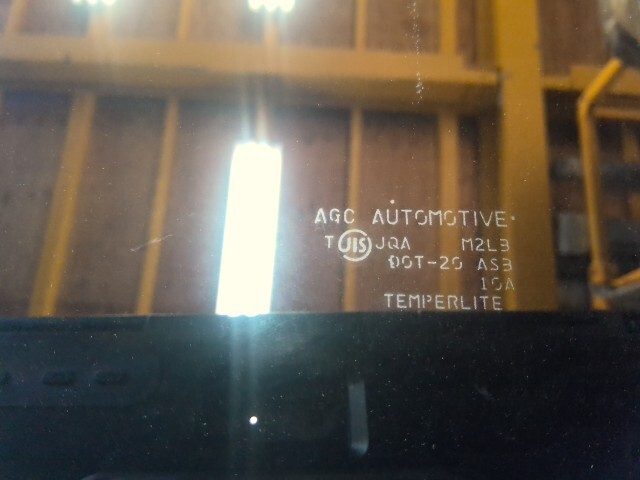 AGC AUTOMOTIVE
T JIS JQA M2L3
DOT-20 AS3
10A
TEMPERLITE